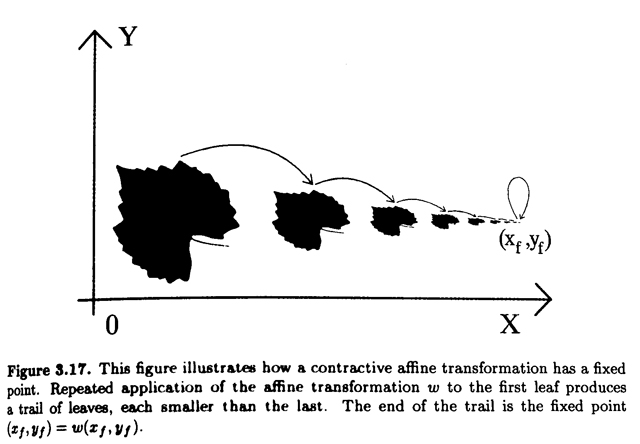 Y
(x_f,y_f)
0
X
Figure 3.17. This figure illustrates how a contractive affine transformation has a fixed
point. Repeated application of the affine transformation w to the first leaf produces
a trail of leaves, each smaller than the last. The end of the trail is the fixed point
(x_f,y_f) = w(x_f,y_f).